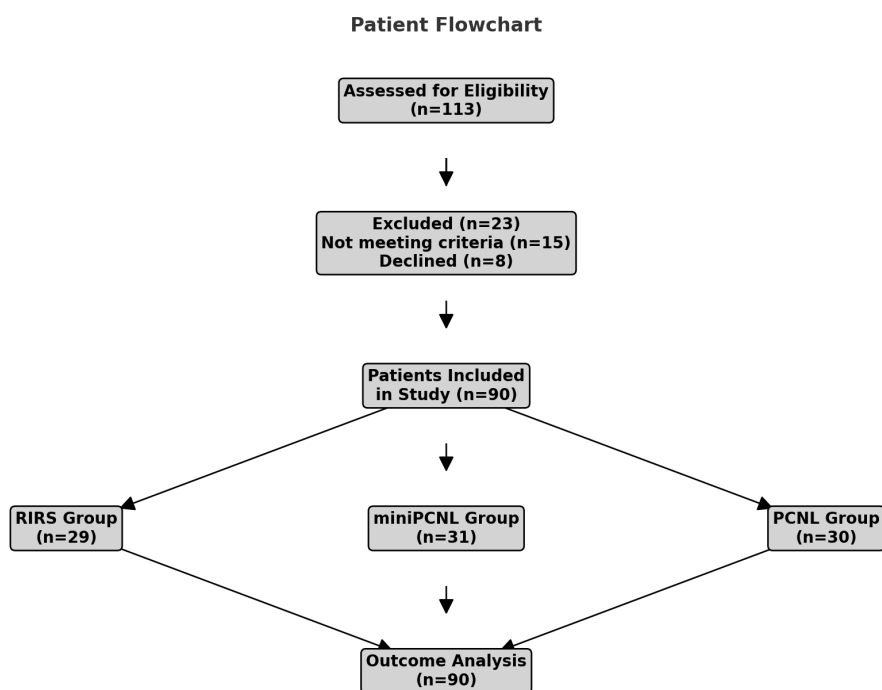 Patient Flowchart
Assessed for Eligibility
(n=113)
Excluded (n=23)
Not meeting criteria (n=15)
Declined (n=8)
Patients Included
in Study (n=90)
RIRS Group
(n=29)
miniPCNL Group
(n=31)
PCNL Group
(n=30)
Outcome Analysis
(n=90)